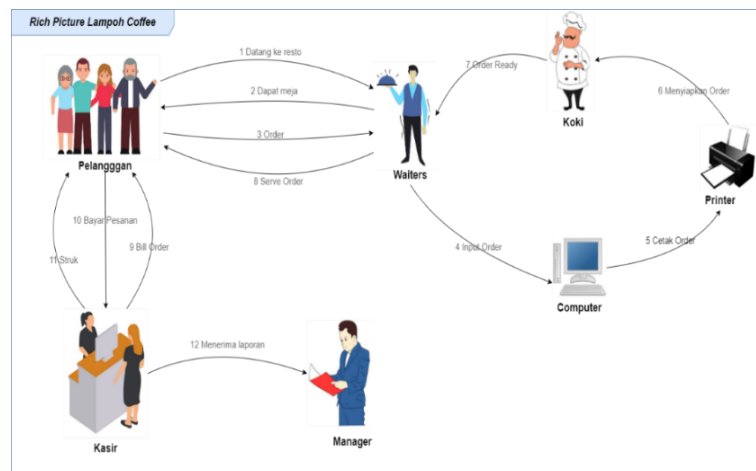 Rich Picture Lampoh Coffee
1 Datang ke resto
7 Order Ready
2 Dapat meja
6 Menyiapkan Order
Koki
3 Order
Pelangggan
Waiters
8 Serve Order
Printer
10 Bayar Pesanan
9 Bill Order
4 Input Order
5 Cetak Order
11 Struk
Computer
12 Menerima laporan
Kasir
Manager